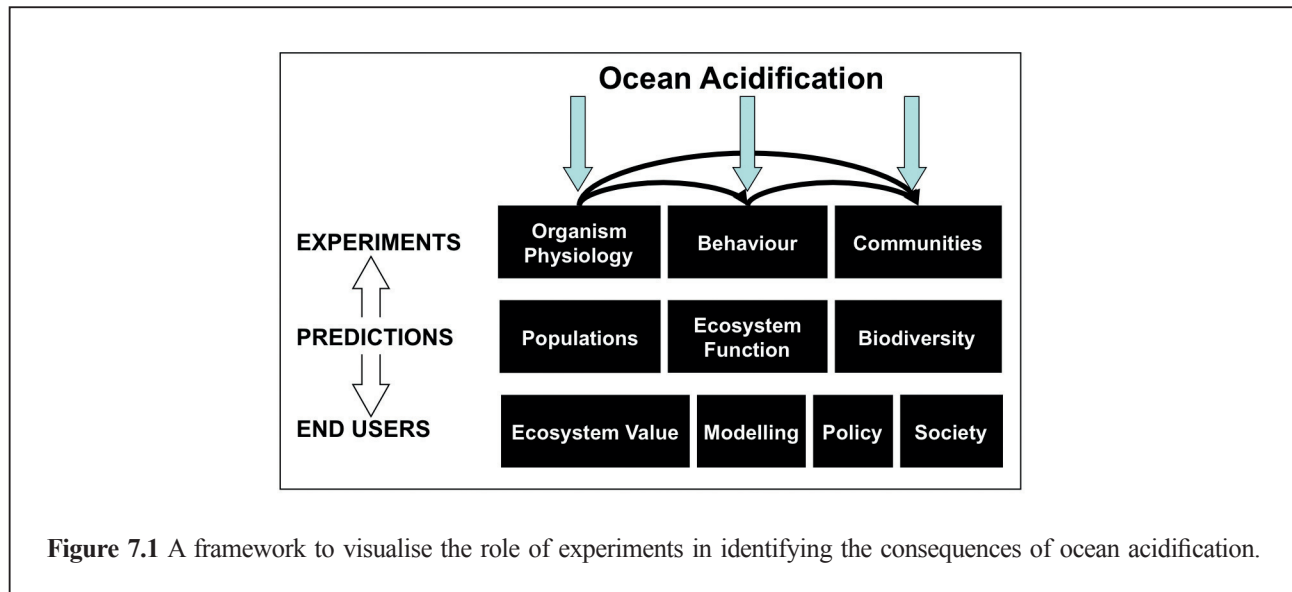 Ocean Acidification
EXPERIMENTS
Organism
Physiology
Behaviour
Communities
PREDICTIONS
Populations
Ecosystem
Function
Biodiversity
END USERS
Ecosystem Value
Modelling
Policy
Society
Figure 7.1 A framework to visualise the role of experiments in identifying the consequences of ocean acidification.